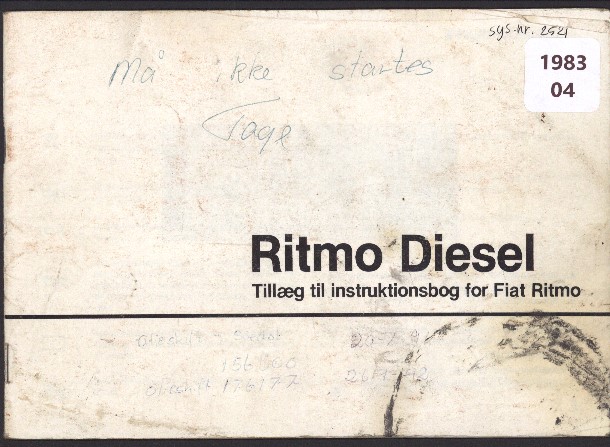 sys.nr. 2521
1983
04
Må ikke startes
Tage
Ritmo Diesel
Tillæg til instruktionsbog for Fiat Ritmo